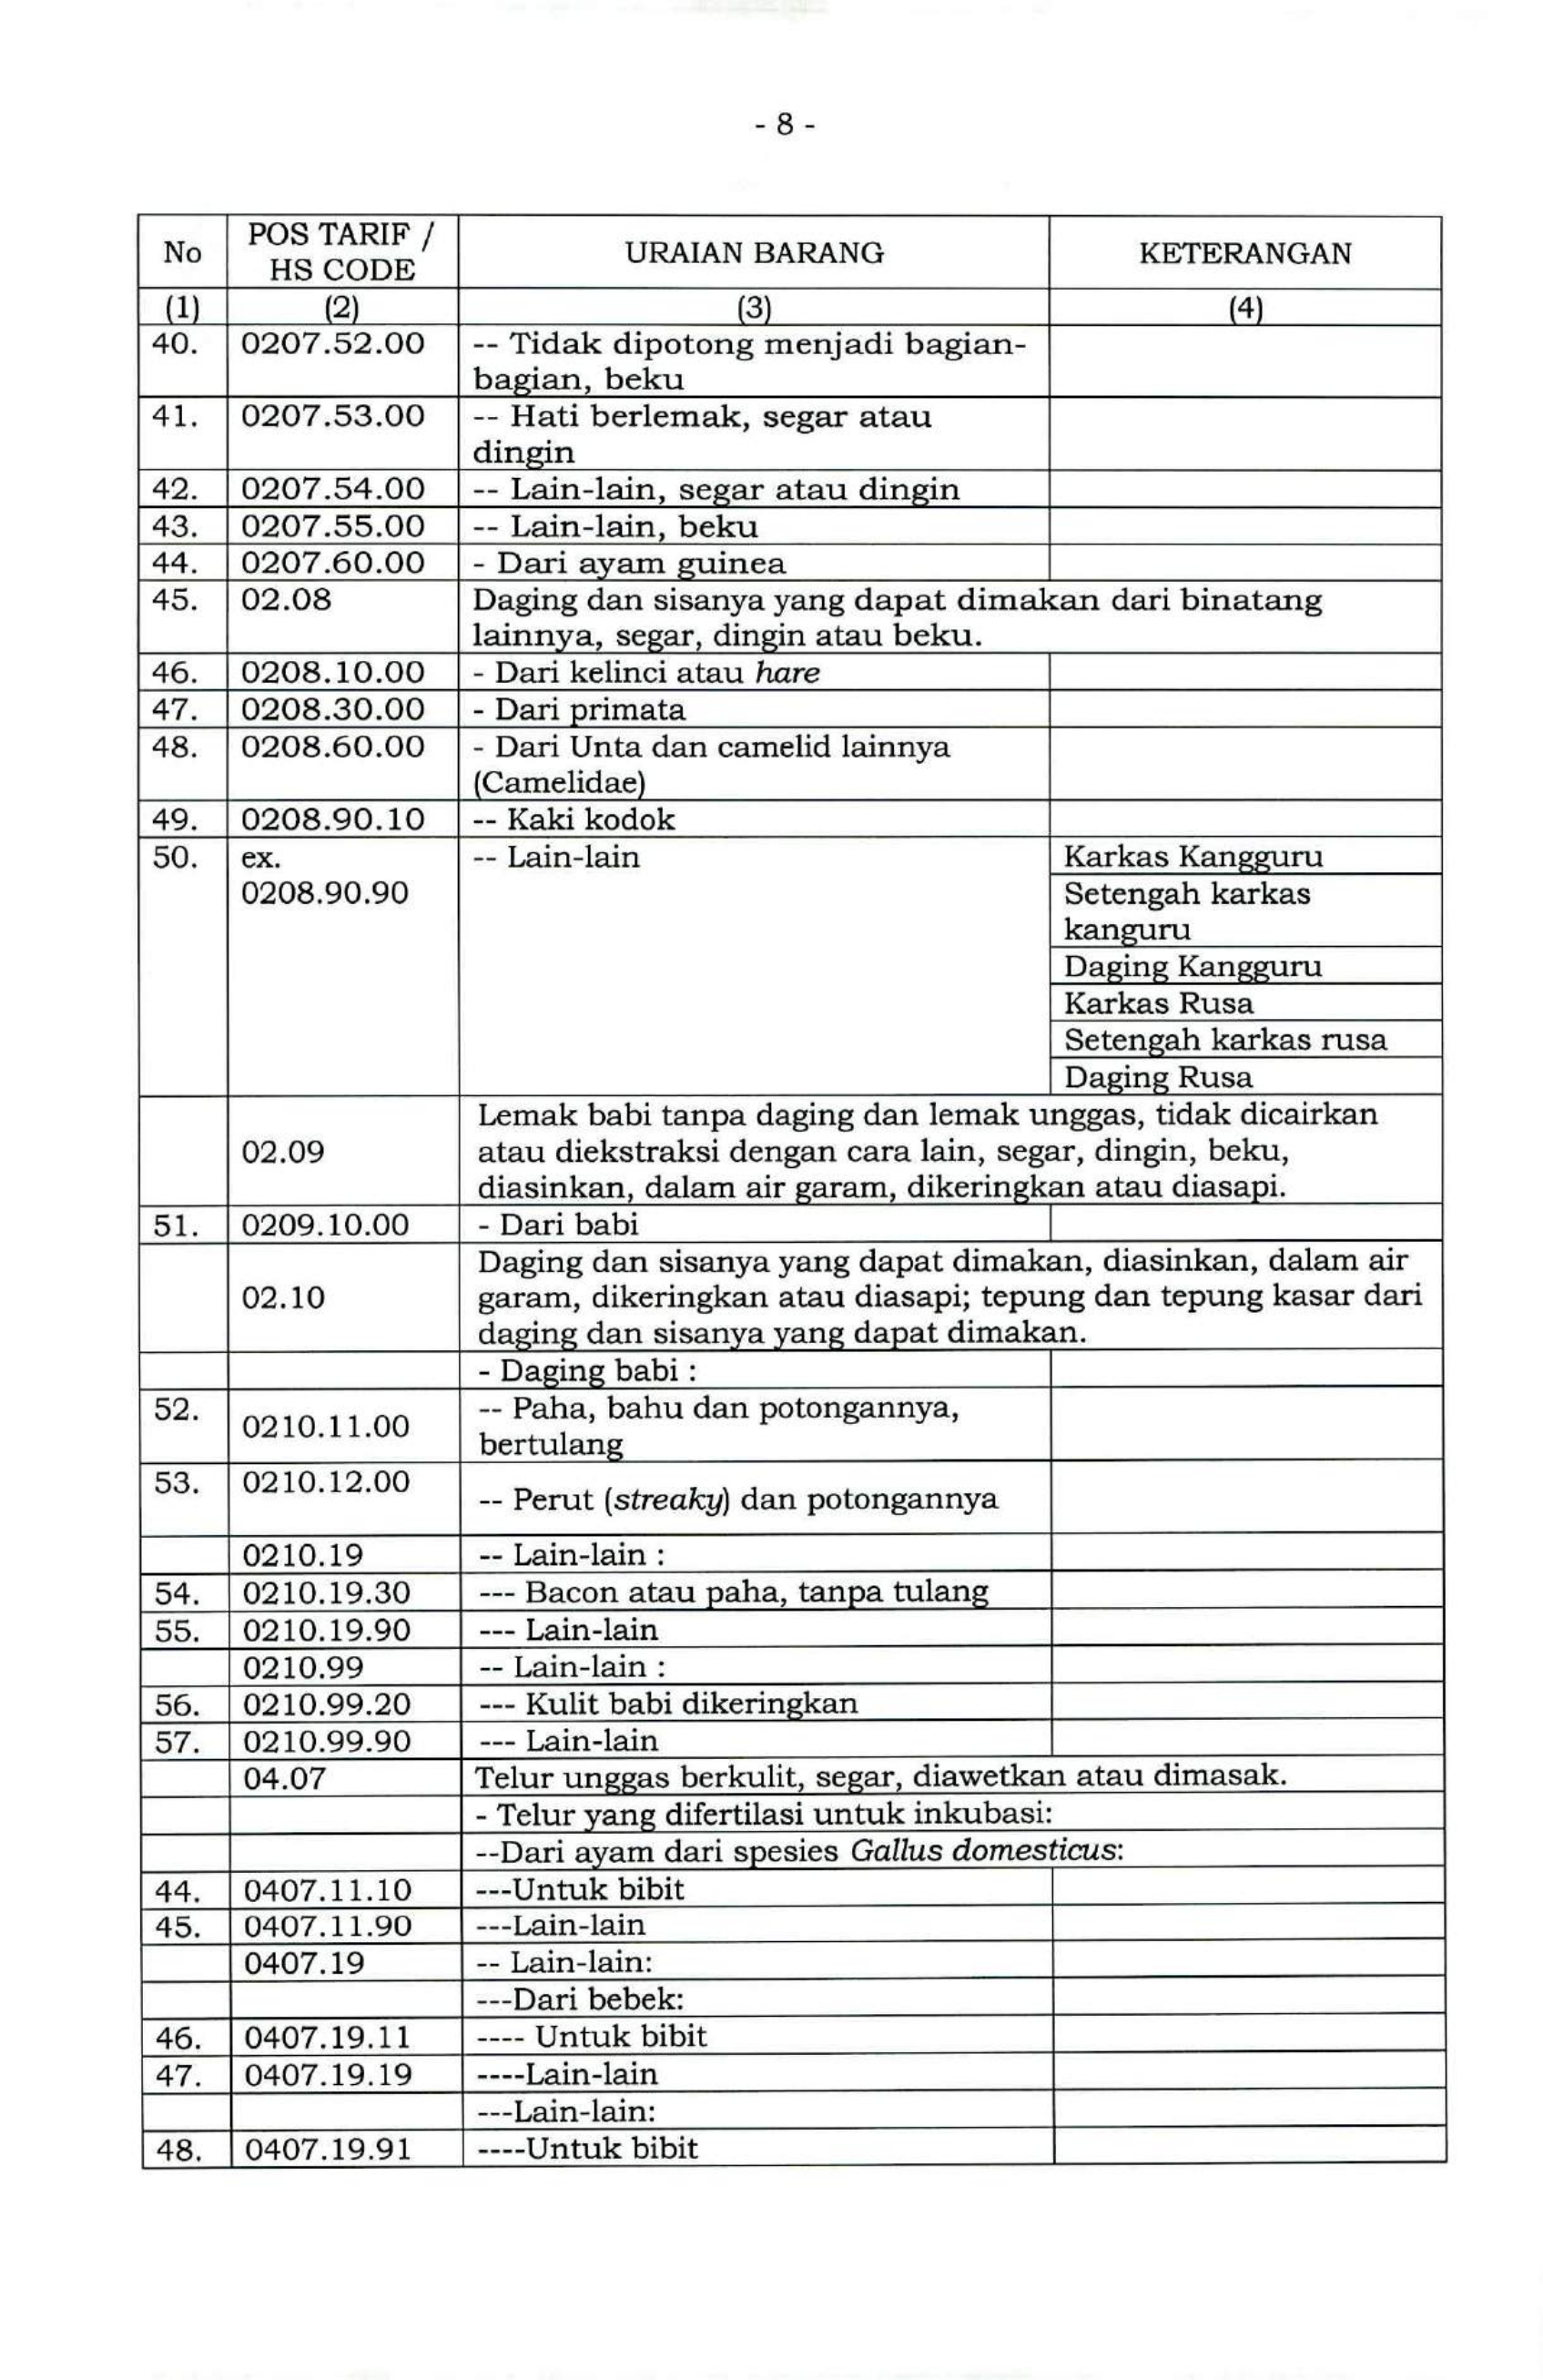 - 8 -
No POS TARIF / HS CODE URAIAN BARANG KETERANGAN
(1) (2) (3) (4)
40. 0207.52.00 -- Tidak dipotong menjadi bagian-
bagian, beku
41. 0207.53.00 -- Hati berlemak, segar atau
dingin
42. 0207.54.00 -- Lain-lain, segar atau dingin
43. 0207.55.00 -- Lain-lain, beku
44. 0207.60.00 - Dari ayam guinea
45. 02.08 Daging dan sisanya yang dapat dimakan dari binatang
lainnya, segar, dingin atau beku.
46. 0208.10.00 - Dari kelinci atau hare
47. 0208.30.00 - Dari primata
48. 0208.60.00 - Dari Unta dan camelid lainnya
(Camelidae)
49. 0208.90.10 -- Kaki kodok
50. ex. -- Lain-lain Karkas Kangguru
0208.90.90 Setengah karkas
kanguru
Daging Kangguru
Karkas Rusa
Setengah karkas rusa
Daging Rusa
Lemak babi tanpa daging dan lemak unggas, tidak dicairkan
02.09 atau diekstraksi dengan cara lain, segar, dingin, beku,
diasinkan, dalam air garam, dikeringkan atau diasapi.
51. 0209.10.00 - Dari babi
Daging dan sisanya yang dapat dimakan, diasinkan, dalam air
02.10 garam, dikeringkan atau diasapi; tepung dan tepung kasar dari
daging dan sisanya yang dapat dimakan.
- Daging babi :
52. 0210.11.00 -- Paha, bahu dan potongannya,
bertulang
53. 0210.12.00 -- Perut (streaky) dan potongannya
0210.19 -- Lain-lain :
54. 0210.19.30 --- Bacon atau paha, tanpa tulang
55. 0210.19.90 --- Lain-lain
0210.99 -- Lain-lain :
56. 0210.99.20 --- Kulit babi dikeringkan
57. 0210.99.90 --- Lain-lain
04.07 Telur unggas berkulit, segar, diawetkan atau dimasak.
- Telur yang difertilasi untuk inkubasi:
--Dari ayam dari spesies Gallus domesticus:
44. 0407.11.10 ---Untuk bibit
45. 0407.11.90 ---Lain-lain
0407.19 -- Lain-lain:
---Dari bebek:
46. 0407.19.11 ---- Untuk bibit
47. 0407.19.19 ----Lain-lain
---Lain-lain:
48. 0407.19.91 ----Untuk bibit